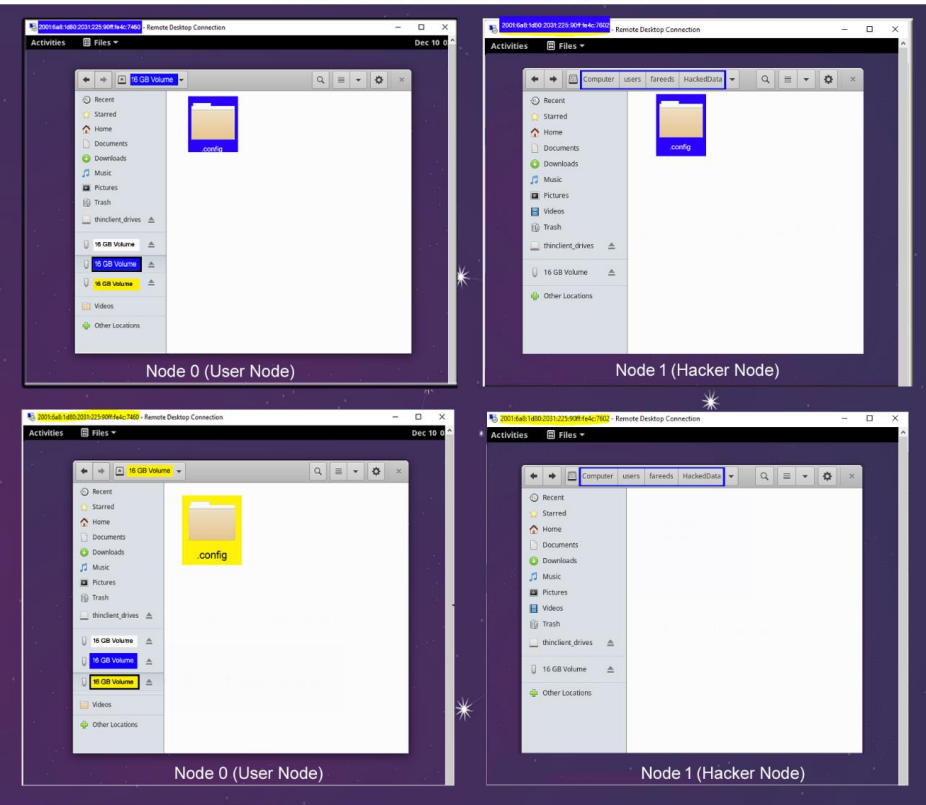 2001:6a8:1d80:2031:225:90ff:fe4c:7460 - Remote Desktop Connection
Activities Files Dec 10 0
16 GB Volume
Recent
Starred
Home
Documents
Downloads
Music
Pictures
Trash
thinclient_drives
16 GB Volume
16 GB Volume
16 GB Volume
Videos
Other Locations
.config
Node 0 (User Node)
2001:6a8:1d80:2031:225:90ff:fe4c:7602 - Remote Desktop Connection
Activities Files
Computer users fareeds HackedData
Recent
Starred
Home
Documents
Downloads
Music
Pictures
Videos
Trash
thinclient_drives
16 GB Volume
Other Locations
.config
Node 1 (Hacker Node)
2001:6a8:1d80:2031:225:90ff:fe4c:7460 - Remote Desktop Connection
Activities Files Dec 10 0
16 GB Volume
Recent
Starred
Home
Documents
Downloads
Music
Pictures
Trash
thinclient_drives
16 GB Volume
16 GB Volume
16 GB Volume
Videos
Other Locations
.config
Node 0 (User Node)
2001:6a8:1d80:2031:225:90ff:fe4c:7602 - Remote Desktop Connection
Activities Files
Computer users fareeds HackedData
Recent
Starred
Home
Documents
Downloads
Music
Pictures
Videos
Trash
thinclient_drives
16 GB Volume
Other Locations
Node 1 (Hacker Node)